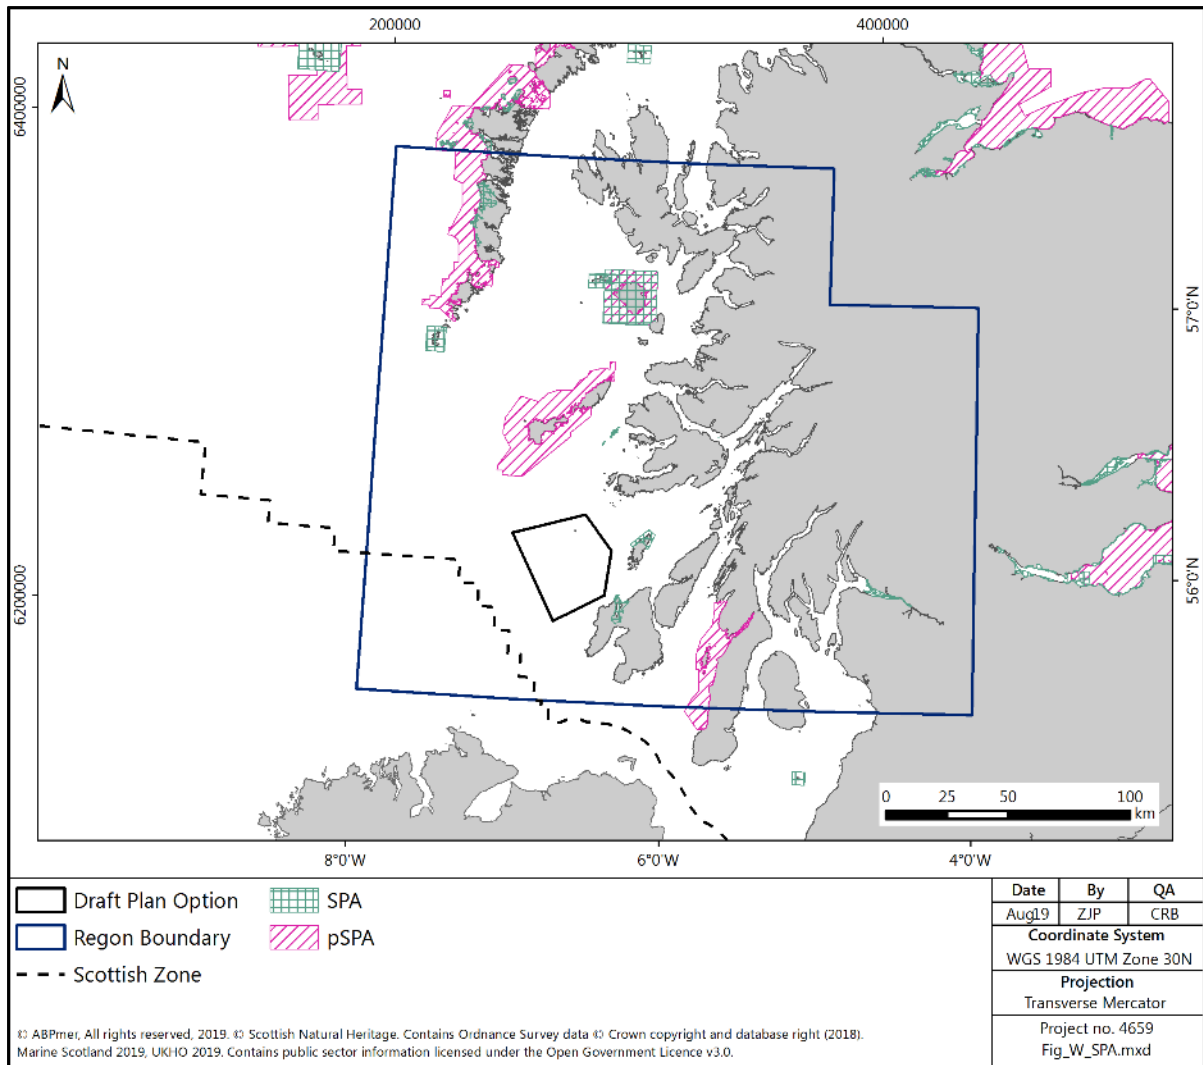 200000
400000
N
6400000
57°0'N
6200000
56°0'N
0 25 50 100
km
8°0'W
6°0'W
4°0'W
Draft Plan Option
SPA
Regon Boundary
pSPA
Scottish Zone
Date By QA
Aug19 ZJP CRB
Coordinate System
WGS 1984 UTM Zone 30N
Projection
Transverse Mercator
Project no. 4659
Fig_W_SPA.mxd
© ABPmer, All rights reserved, 2019. © Scottish Natural Heritage. Contains Ordnance Survey data © Crown copyright and database right (2018).
Marine Scotland 2019, UKHO 2019. Contains public sector information licensed under the Open Government Licence v3.0.